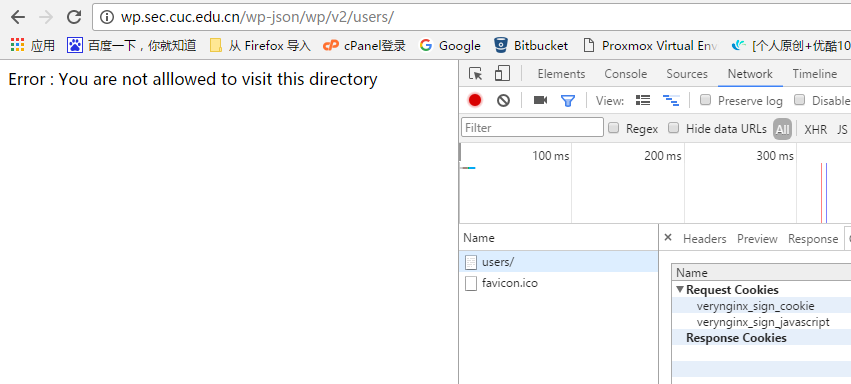 wp.sec.cuc.edu.cn/wp-json/wp/v2/users/
应用 百度一下，你就知道 从 Firefox 导入 cPanel登录 Google Bitbucket Proxmox Virtual Env [个人原创+优酷10
Error : You are not alllowed to visit this directory
Elements Console Sources Network Timeline
View: Preserve log Disable
Filter Regex Hide data URLs All XHR JS
100 ms 200 ms 300 ms
Name
× Headers Preview Response
users/
favicon.ico
Name
Request Cookies
verynginx_sign_cookie
verynginx_sign_javascript
Response Cookies